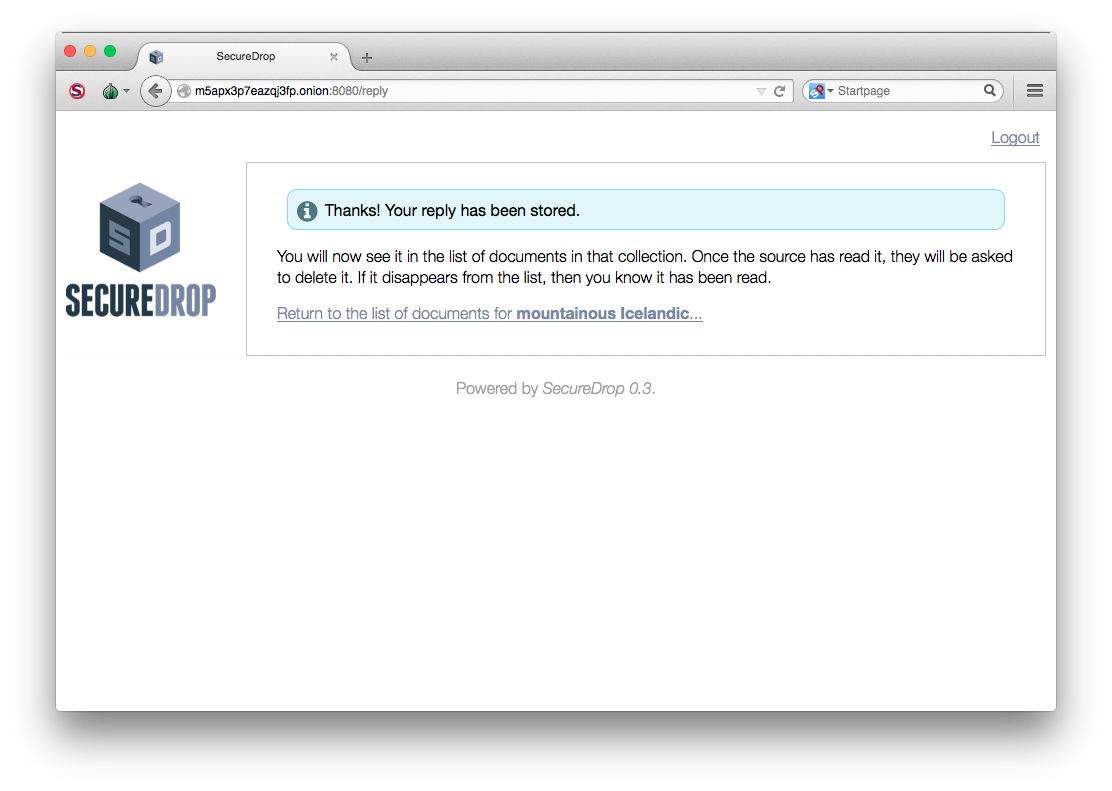 SecureDrop
m5apx3p7eazqj3fp.onion:8080/reply
Startpage
Logout
S D
SECUREDROP
Thanks! Your reply has been stored.
You will now see it in the list of documents in that collection. Once the source has read it, they will be asked
to delete it. If it disappears from the list, then you know it has been read.
Return to the list of documents for mountainous Icelandic...
Powered by SecureDrop 0.3.